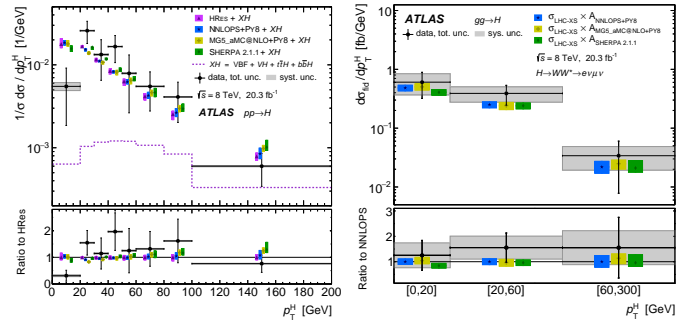 1/σ dσ/dp_T^H [1/GeV]
10⁻²
10⁻³
HRes + XH
NNLOPS+PY8 + XH
MG5_aMC@NLO+PY8 + XH
SHERPA 2.1.1 + XH
XH = VBF + VH + tt̄H + bb̄H
data, tot. unc. syst. unc.
√s = 8 TeV, 20.3 fb⁻¹
ATLAS pp→H
Ratio to HRes
2
1
0
0 20 40 60 80 100 120 140 160 180 200
p_T^H [GeV]
dσ_fid/dp_T^H [fb/GeV]
10
1
10⁻¹
10⁻²
ATLAS gg→H
data, tot. unc. sys. unc.
√s = 8 TeV, 20.3 fb⁻¹
H→WW*→eνμν
σ_LHC-XS × A_NNLOPS+PY8
σ_LHC-XS × A_MG5_aMC@NLO+PY8
σ_LHC-XS × A_SHERPA 2.1.1
Ratio to NNLOPS
3
2
1
0
[0,20] [20,60] [60,300]
p_T^H [GeV]